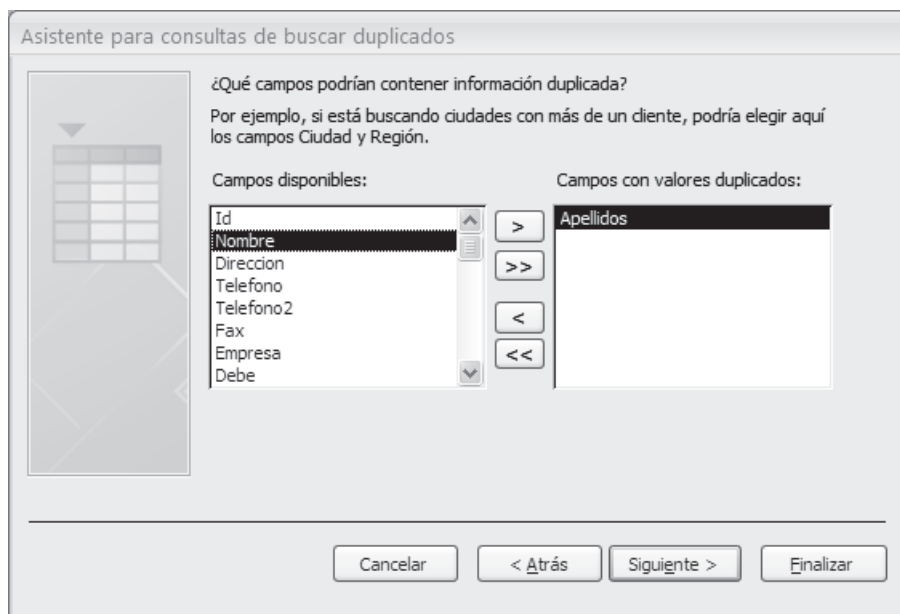 Asistente para consultas de buscar duplicados
¿Qué campos podrían contener información duplicada?
Por ejemplo, si está buscando ciudades con más de un cliente, podría elegir aquí
los campos Ciudad y Región.
Campos disponibles:
Campos con valores duplicados:
Id
Nombre
Direccion
Telefono
Telefono2
Fax
Empresa
Debe
>
>>
<
<<
Apellidos
Cancelar
< Atrás
Siguiente >
Finalizar